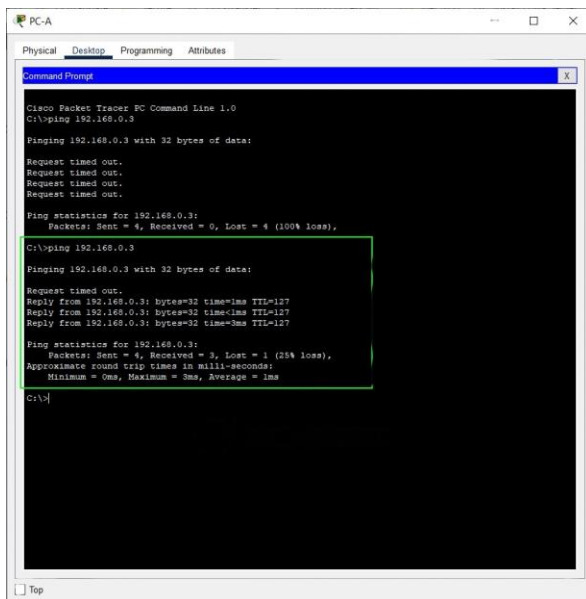 PC-A
Physical Desktop Programming Attributes
Command Prompt
X
Cisco Packet Tracer PC Command Line 1.0
C:\>ping 192.168.0.3
Pinging 192.168.0.3 with 32 bytes of data:
Request timed out.
Request timed out.
Request timed out.
Request timed out.
Ping statistics for 192.168.0.3:
Packets: Sent = 4, Received = 0, Lost = 4 (100% loss),
C:\>ping 192.168.0.3
Pinging 192.168.0.3 with 32 bytes of data:
Request timed out.
Reply from 192.168.0.3: bytes=32 time=1ms TTL=127
Reply from 192.168.0.3: bytes=32 time<1ms TTL=127
Reply from 192.168.0.3: bytes=32 time=3ms TTL=127
Ping statistics for 192.168.0.3:
Packets: Sent = 4, Received = 3, Lost = 1 (25% loss),
Approximate round trip times in milli-seconds:
Minimum = 0ms, Maximum = 3ms, Average = 1ms
C:\>
Top